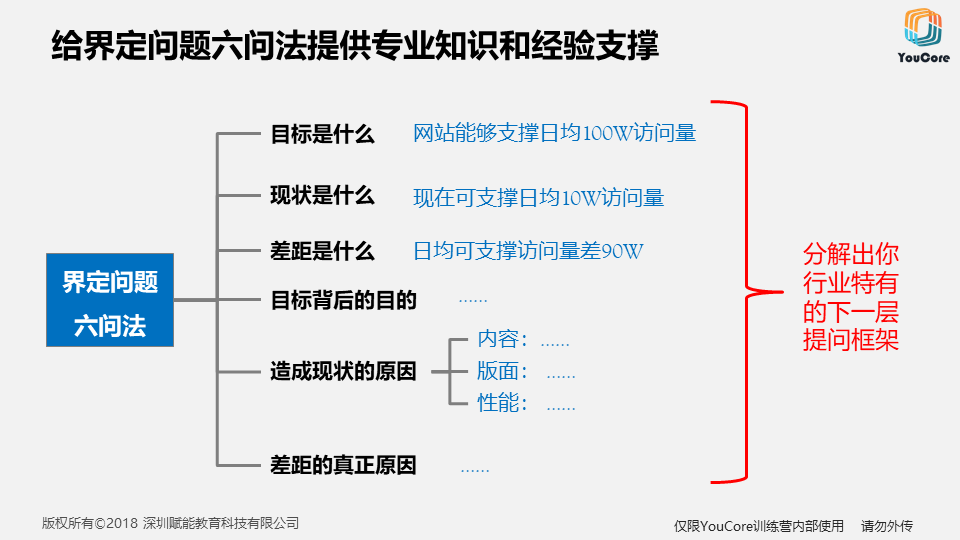 给界定问题六问法提供专业知识和经验支撑
YouCore
目标是什么
网站能够支撑日均100W访问量
现状是什么
现在可支撑日均10W访问量
差距是什么
日均可支撑访问量差90W
界定问题
六问法
目标背后的目的
......
造成现状的原因
内容：......
版面： ......
性能： ......
差距的真正原因
......
分解出你
行业特有
的下一层
提问框架
版权所有©2018 深圳赋能教育科技有限公司
仅限YouCore训练营内部使用 请勿外传